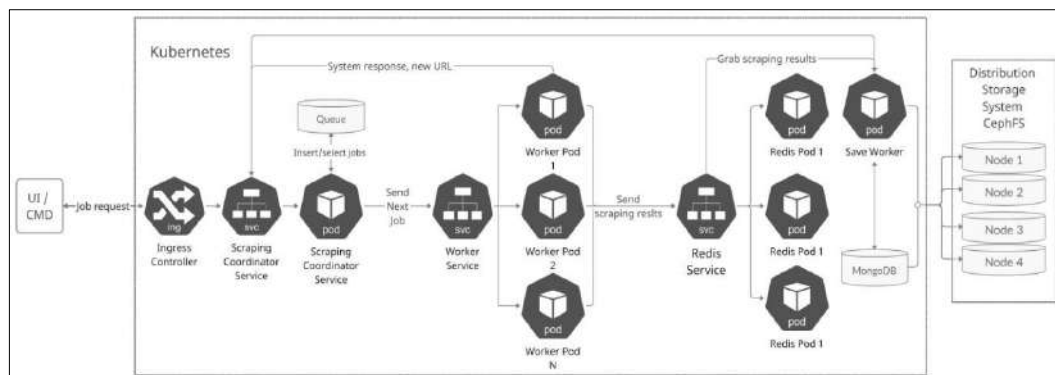 Kubernetes
System response, new URL
Grab scraping results
Distribution
Storage
System
CephFS
Queue
pod
Worker Pod
1
pod
Redis Pod 1
pod
Save Worker
Insert/select jobs
Node 1
Node 2
Node 3
Node 4
UI /
CMD
Job request
ing
Ingress
Controller
svc
Scraping
Coordinator
Service
pod
Scraping
Coordinator
Service
Send
Next
Job
svc
Worker
Service
pod
Worker Pod
2
Send
scraping reslts
svc
Redis
Service
pod
Redis Pod 1
MongoDB
pod
Worker Pod
N
pod
Redis Pod 1